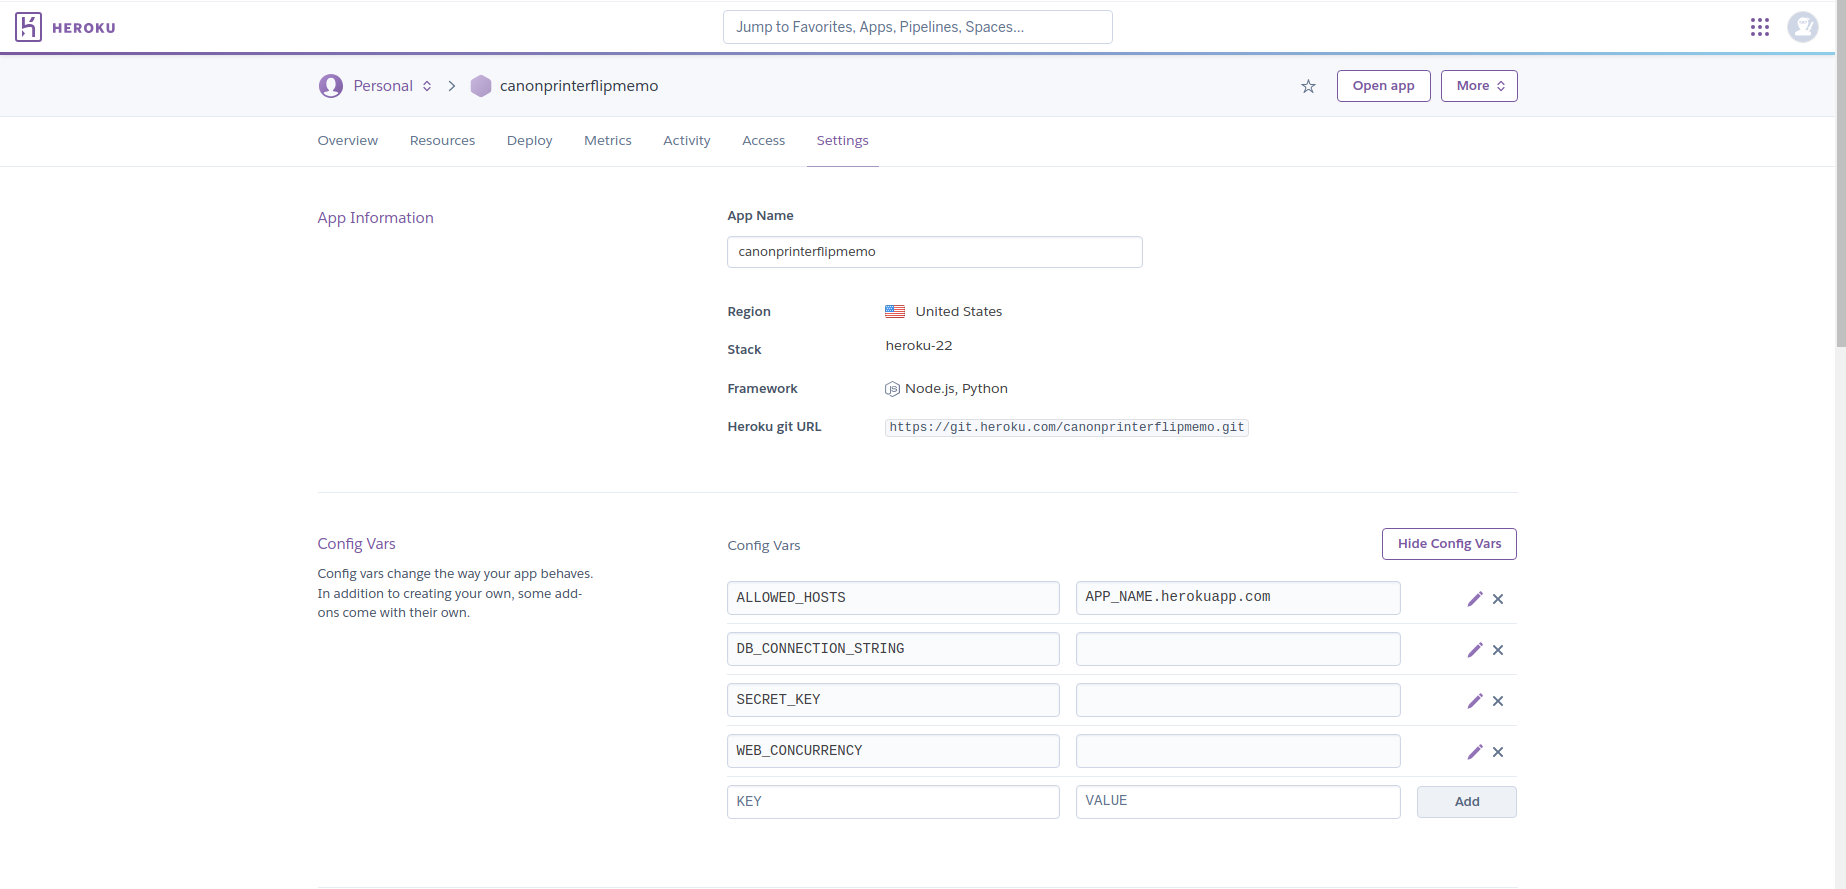 HEROKU
Jump to Favorites, Apps, Pipelines, Spaces...
Personal canonprinterflipmemo
Open app
More
Overview Resources Deploy Metrics Activity Access Settings
App Information
App Name
canonprinterflipmemo
Region United States
Stack heroku-22
Framework JS Node.js, Python
Heroku git URL https://git.heroku.com/canonprinterflipmemo.git
Config Vars
Config vars change the way your app behaves.
In addition to creating your own, some add-
ons come with their own.
Config Vars
Hide Config Vars
ALLOWED_HOSTS APP_NAME.herokuapp.com
DB_CONNECTION_STRING
SECRET_KEY
WEB_CONCURRENCY
KEY VALUE Add